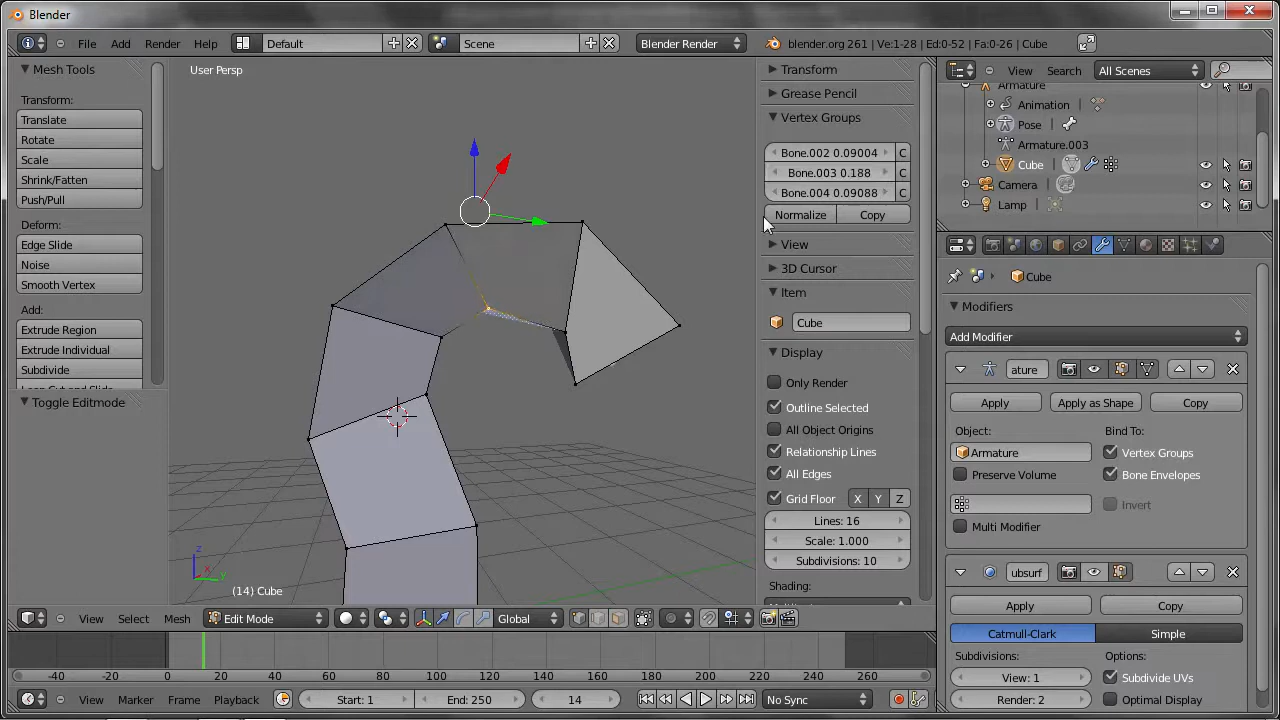 Blender
File Add Render Help Default Scene Blender Render blender.org 261 | Ve:1-28 | Ed:0-52 | Fa:0-26 | Cube
Mesh Tools
Transform:
Translate
Rotate
Scale
Shrink/Fatten
Push/Pull
Deform:
Edge Slide
Noise
Smooth Vertex
Add:
Extrude Region
Extrude Individual
Subdivide
Loop Cut and Slide
Toggle Editmode
User Persp
z
x
y
(14) Cube
Transform
Grease Pencil
Vertex Groups
Bone.002 0.09004 C
Bone.003 0.188 C
Bone.004 0.09088 C
Normalize Copy
View
3D Cursor
Item
Cube
Display
Only Render
Outline Selected
All Object Origins
Relationship Lines
All Edges
Grid Floor X Y Z
Lines: 16
Scale: 1.000
Subdivisions: 10
Shading:
View Select Mesh Edit Mode Global
-40 -20 0 20 40 60 80 100 120 140 160 180 200 220 240 260
View Marker Frame Playback Start: 1 End: 250 14 No Sync
View Search All Scenes
Armature
Animation
Pose
Armature.003
Cube
Camera
Lamp
Cube
Modifiers
Add Modifier
ature
Apply Apply as Shape Copy
Object: Bind To:
Armature Vertex Groups
Preserve Volume Bone Envelopes
Invert
Multi Modifier
ubsurf
Apply Copy
Catmull-Clark Simple
Subdivisions: Options:
View: 1 Subdivide UVs
Render: 2 Optimal Display